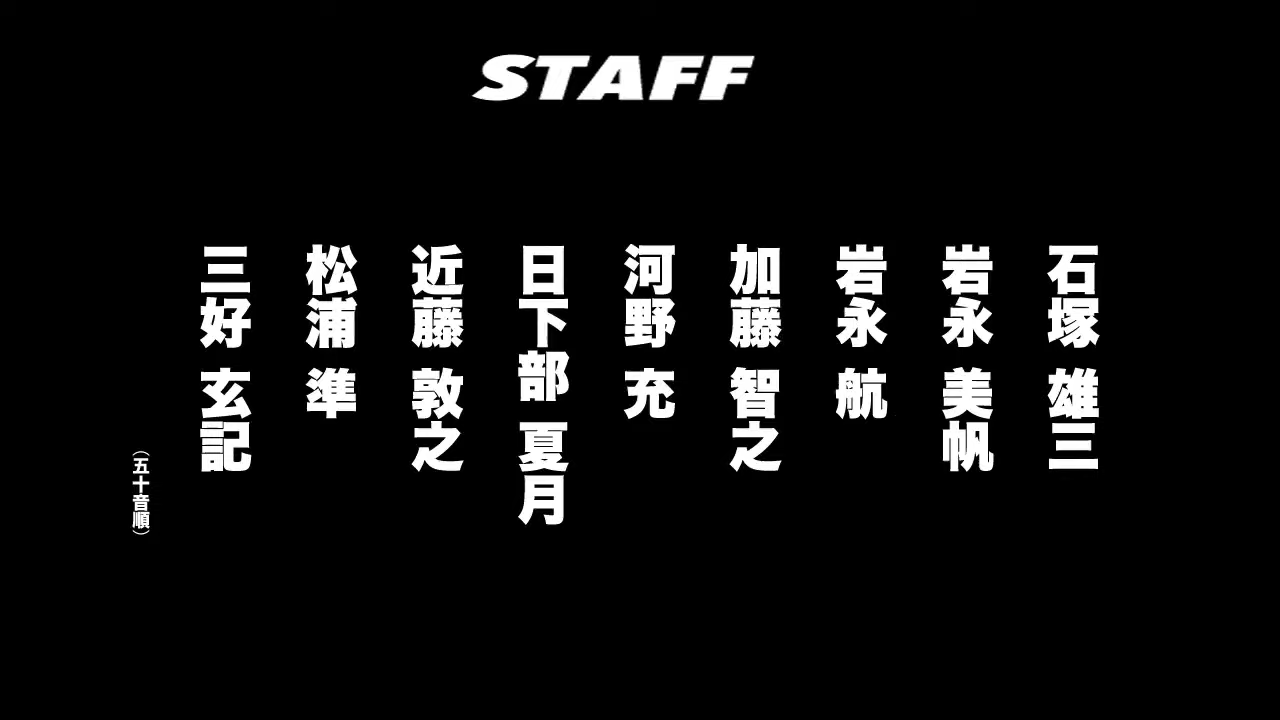 STAFF
石塚 雄三
岩永 美帆
岩永 航
加藤 智之
河野 充
日下部 夏月
近藤 敦之
松浦 準
三好 玄記
（五十音順）